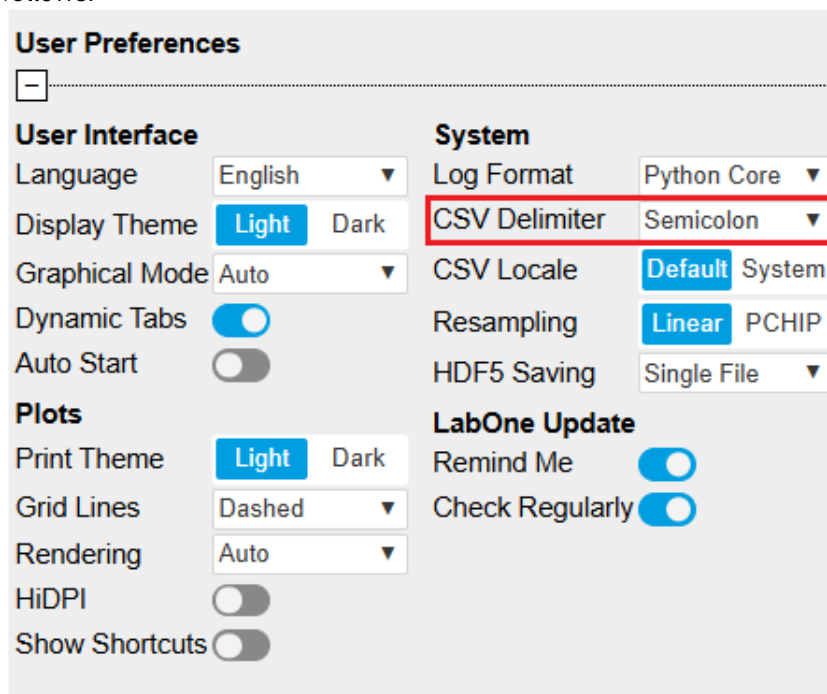 User Preferences
User Interface
Language English
Display Theme Light Dark
Graphical Mode Auto
Dynamic Tabs
Auto Start
Plots
Print Theme Light Dark
Grid Lines Dashed
Rendering Auto
HiDPI
Show Shortcuts
System
Log Format Python Core
CSV Delimiter Semicolon
CSV Locale Default System
Resampling Linear PCHIP
HDF5 Saving Single File
LabOne Update
Remind Me
Check Regularly